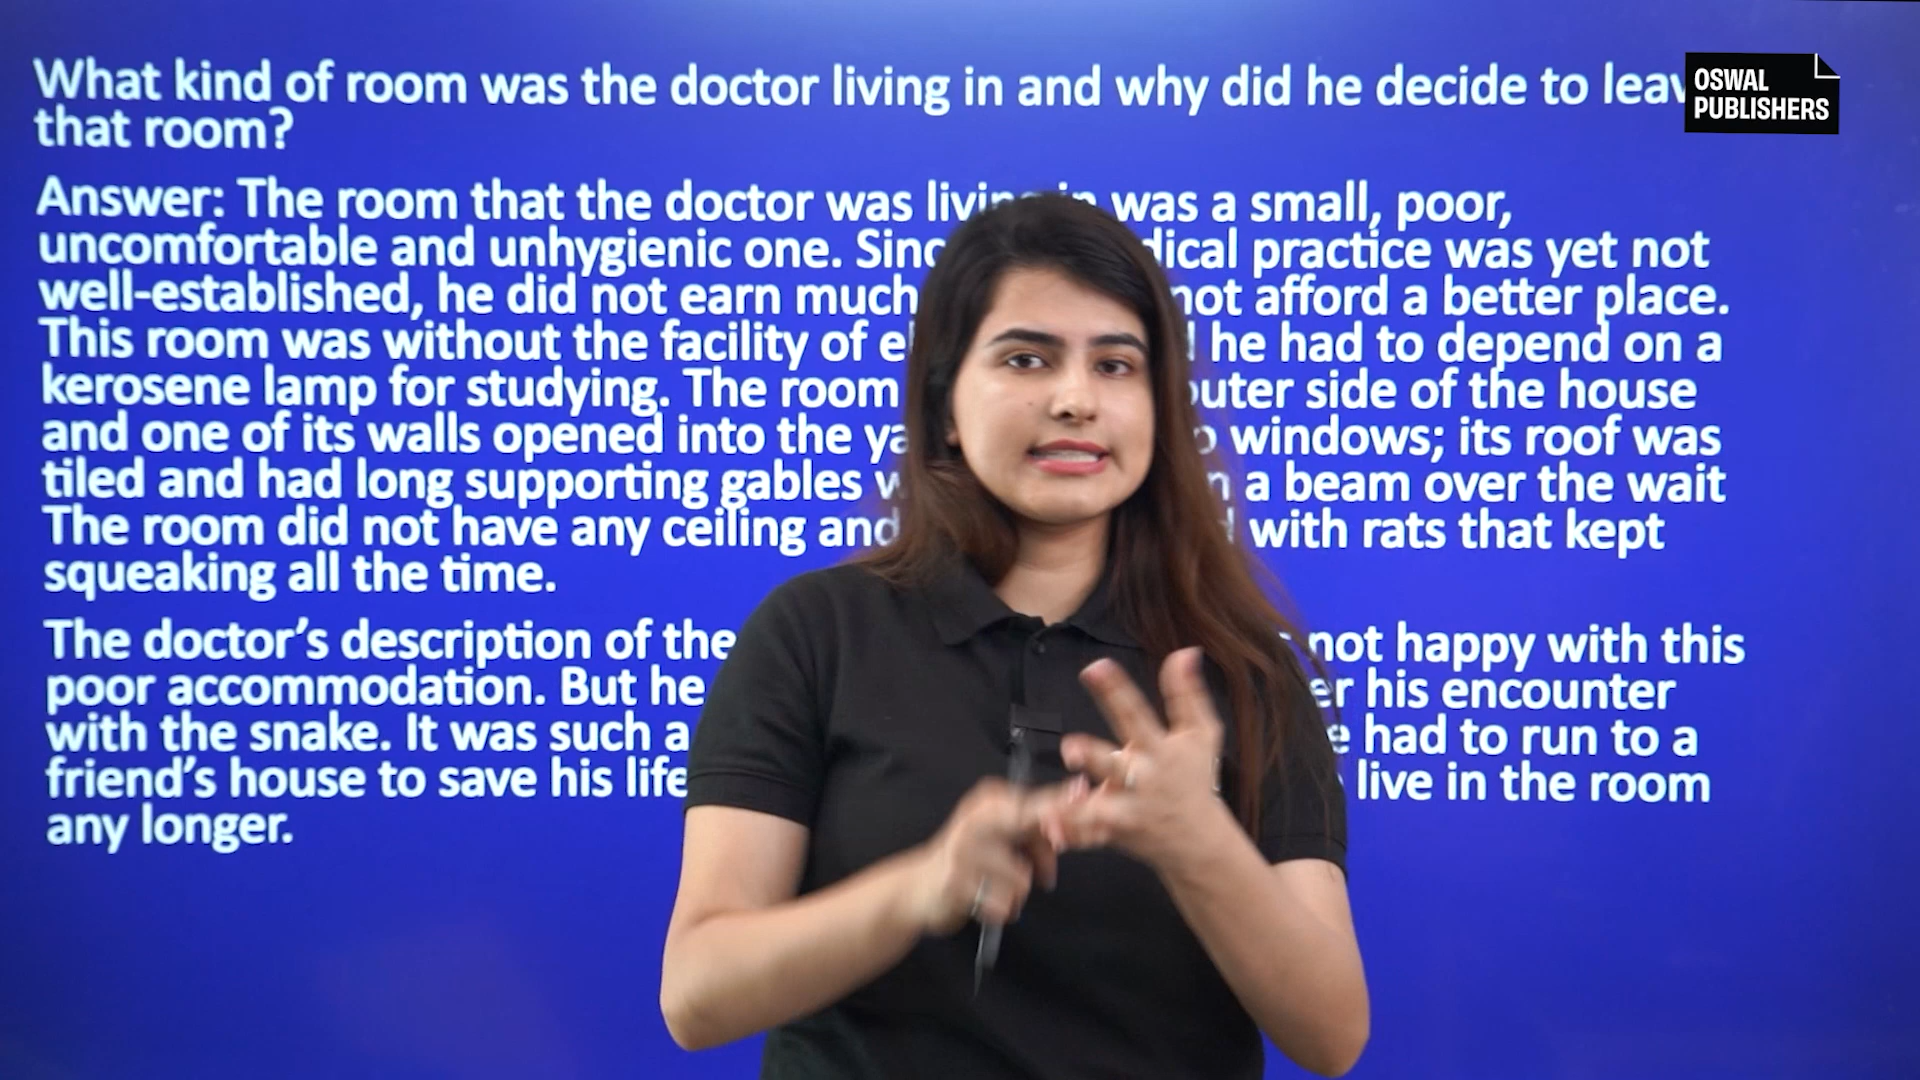 What kind of room was the doctor living in and why did he decide to
that room?
OSWAL
PUBLISHERS
Answer: The room that the doctor was was a small, poor,
uncomfortable and unhygienic one. practice was yet not
well-established, he did not earn much not afford a better place.
This room was without the facility of he had to depend on a
kerosene lamp for studying. The room side of the house
and one of its walls opened into the windows; its roof was
tiled and had long supporting gables a beam over the wait
The room did not have any ceiling and with rats that kept
squeaking all the time.
The doctor's description of the not happy with this
poor accommodation. But he his encounter
with the snake. It was such a had to run to a
friend's house to save his life live in the room
any longer.